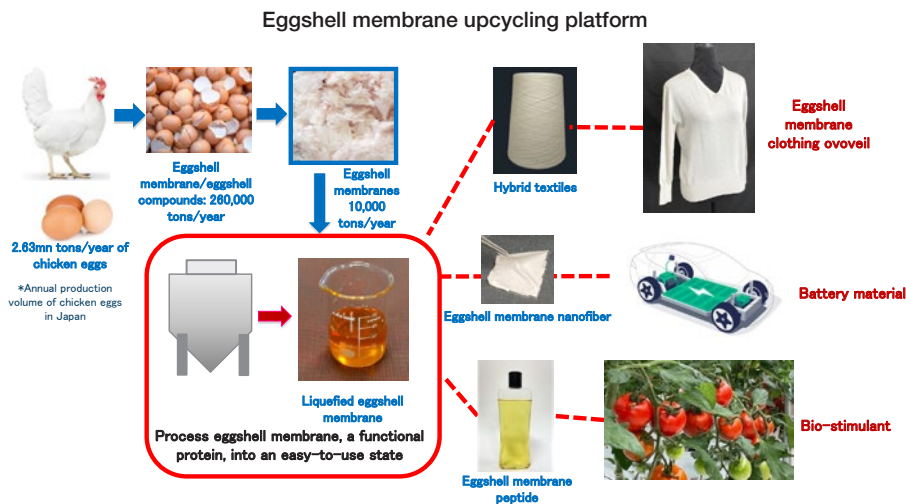 Eggshell membrane upcycling platform
Eggshell
membrane/eggshell
compounds: 260,000
tons/year
Eggshell
membranes
10,000
tons/year
2.63mn tons/year of
chicken eggs
*Annual production
volume of chicken eggs
in Japan
Liquefied eggshell
membrane
Process eggshell membrane, a functional
protein, into an easy-to-use state
Hybrid textiles
Eggshell
membrane
clothing ovoveil
Eggshell membrane nanofiber
Battery material
Eggshell membrane
peptide
Bio-stimulant